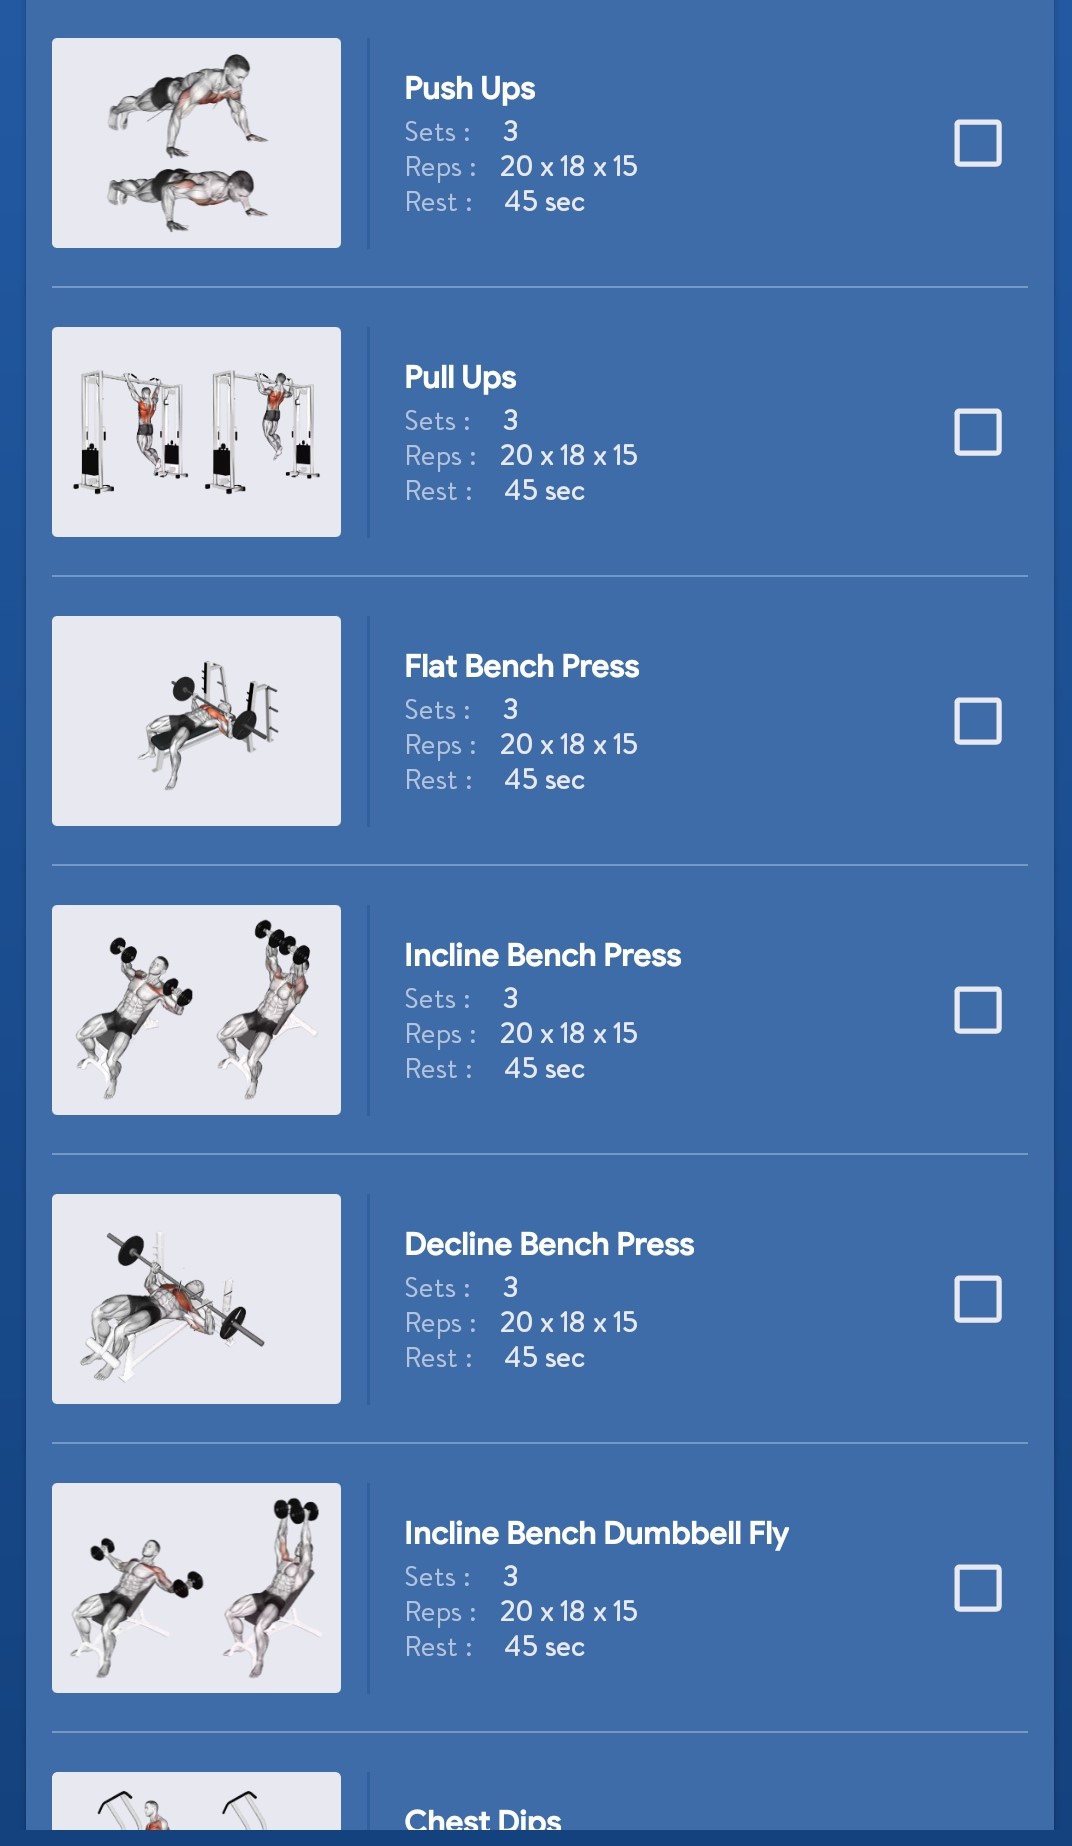 Push Ups
Sets : 3
Reps : 20 x 18 x 15
Rest : 45 sec
Pull Ups
Sets : 3
Reps : 20 x 18 x 15
Rest : 45 sec
Flat Bench Press
Sets : 3
Reps : 20 x 18 x 15
Rest : 45 sec
Incline Bench Press
Sets : 3
Reps : 20 x 18 x 15
Rest : 45 sec
Decline Bench Press
Sets : 3
Reps : 20 x 18 x 15
Rest : 45 sec
Incline Bench Dumbbell Fly
Sets : 3
Reps : 20 x 18 x 15
Rest : 45 sec
Chest Dips